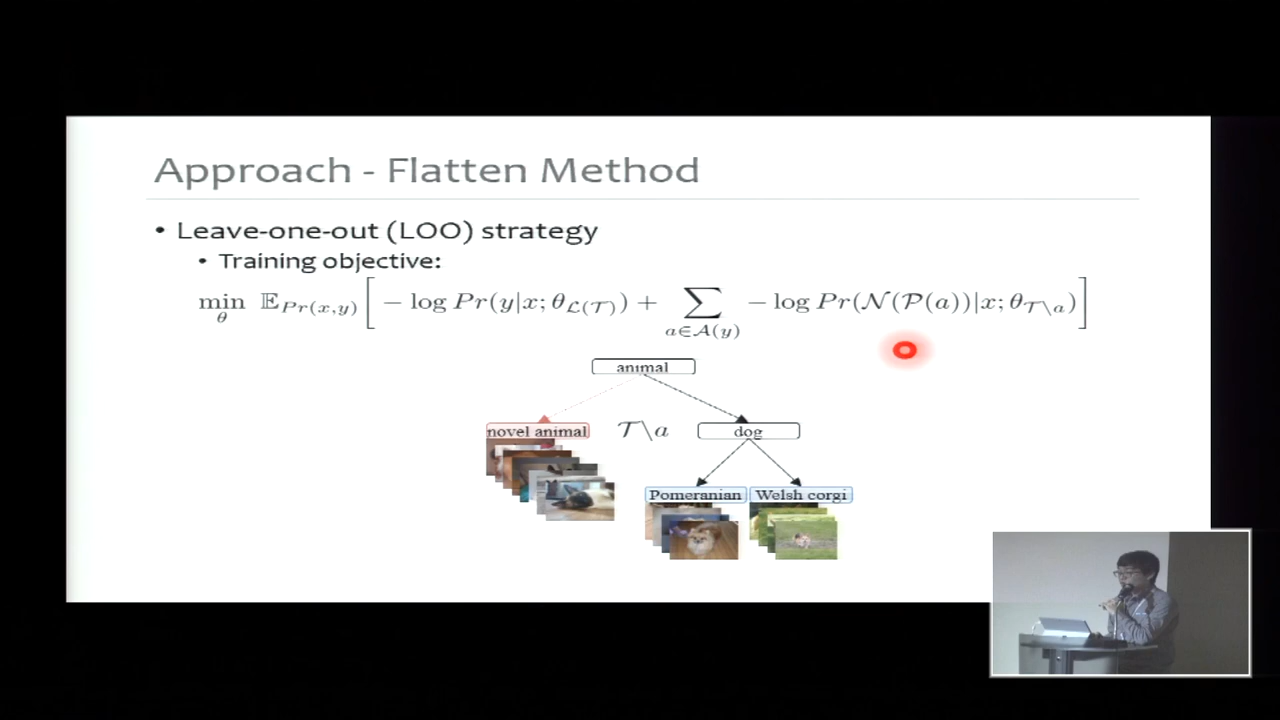 Approach - Flatten Method
• Leave-one-out (LOO) strategy
• Training objective:
min_θ 𝔼_{Pr(x,y)} [ − log Pr(y|x; θ_{ℒ(𝒯)}) + ∑_{a∈𝒜(y)} − log Pr(𝒩(𝒫(a))|x; θ_{𝒯\a}) ]
animal
novel animal 𝒯\a dog
Pomeranian Welsh corgi